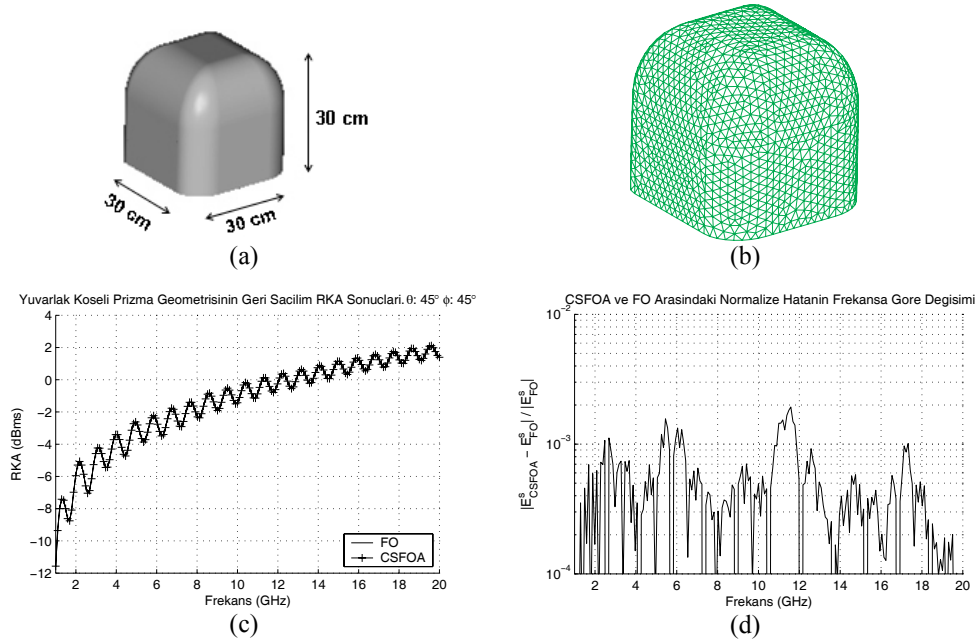 30 cm
30 cm
30 cm
(a)
(b)
Yuvarlak Koseli Prizma Geometrisinin Geri Sacilim RKA Sonuclari. θ: 45° φ: 45°
4
2
0
−2
−4
−6
−8
−10
−12
RKA (dBms)
FO
CSFOA
2 4 6 8 10 12 14 16 18 20
Frekans (GHz)
(c)
CSFOA ve FO Arasindaki Normalize Hatanin Frekansa Gore Degisimi
10⁻²
10⁻³
10⁻⁴
|Eˢ_CSFOA − Eˢ_FO| / |Eˢ_FO|
2 4 6 8 10 12 14 16 18 20
Frekans (GHz)
(d)